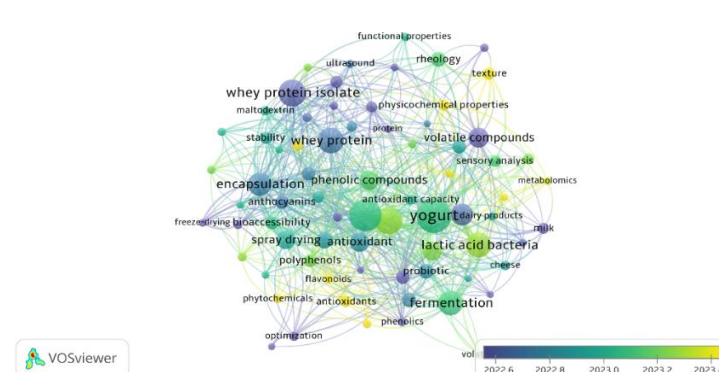 functional properties
rheology
ultrasound
texture
whey protein isolate
physicochemical properties
maltodextrin
protein
stability
whey protein
volatile compounds
sensory analysis
encapsulation
phenolic compounds
metabolomics
antioxidant capacity
anthocyanins
yogurt
dairy products
freeze-drying
bioaccessibility
milk
spray drying
antioxidant
lactic acid bacteria
polyphenols
cheese
probiotic
flavonoids
phytochemicals
antioxidants
fermentation
phenolics
optimization
vol
VOSviewer
2022.6
2022.8
2023.0
2023.2